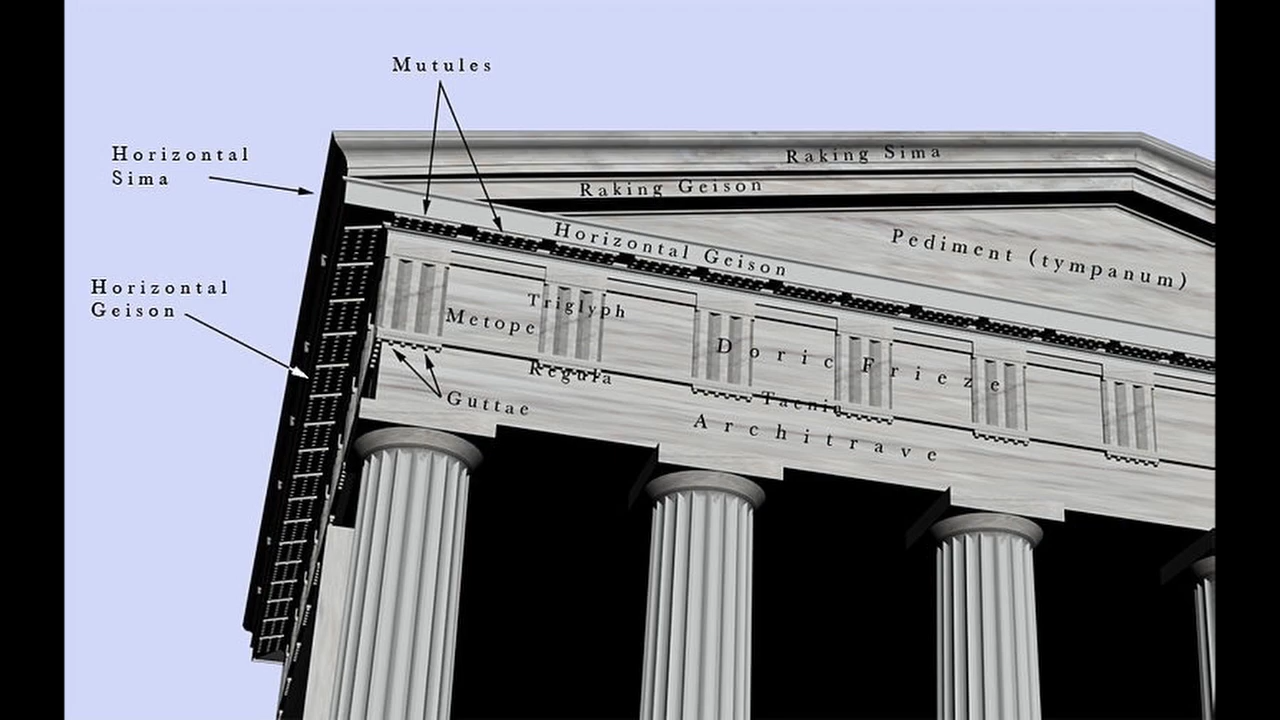 Mutules
Horizontal
Sima
Raking Sima
Raking Geison
Pediment (tympanum)
Horizontal Geison
Horizontal
Geison
Triglyph
Metope
Doric Frieze
Regula
Taenia
Guttae
Architrave